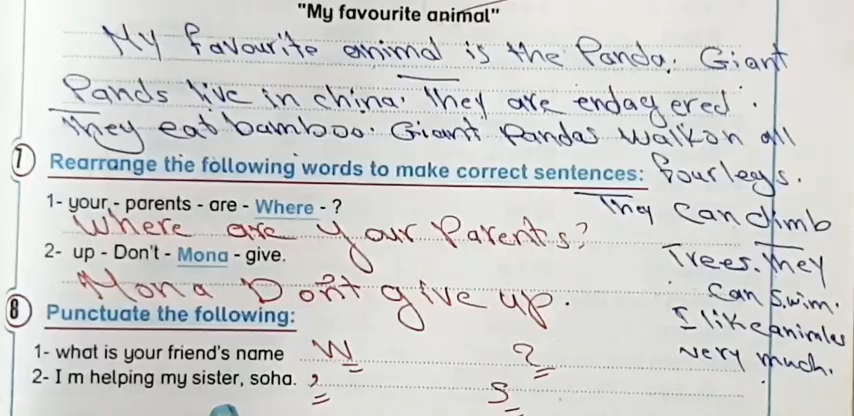 "My favourite animal"
My favourite animal is the Panda. Giant
Pands live in china. They are endagered.
They eat bamboo. Giant Pandas walk on all
four legs.
They can climb
Trees. They
can swim.
I like animles
very much.
7 Rearrange the following words to make correct sentences:
1- your - parents - are - Where - ?
Where are your Parents?
2- up - Don't - Mona - give.
Mona Don't give up.
8 Punctuate the following:
1- what is your friend's name W ?
2- I m helping my sister, soha. , S